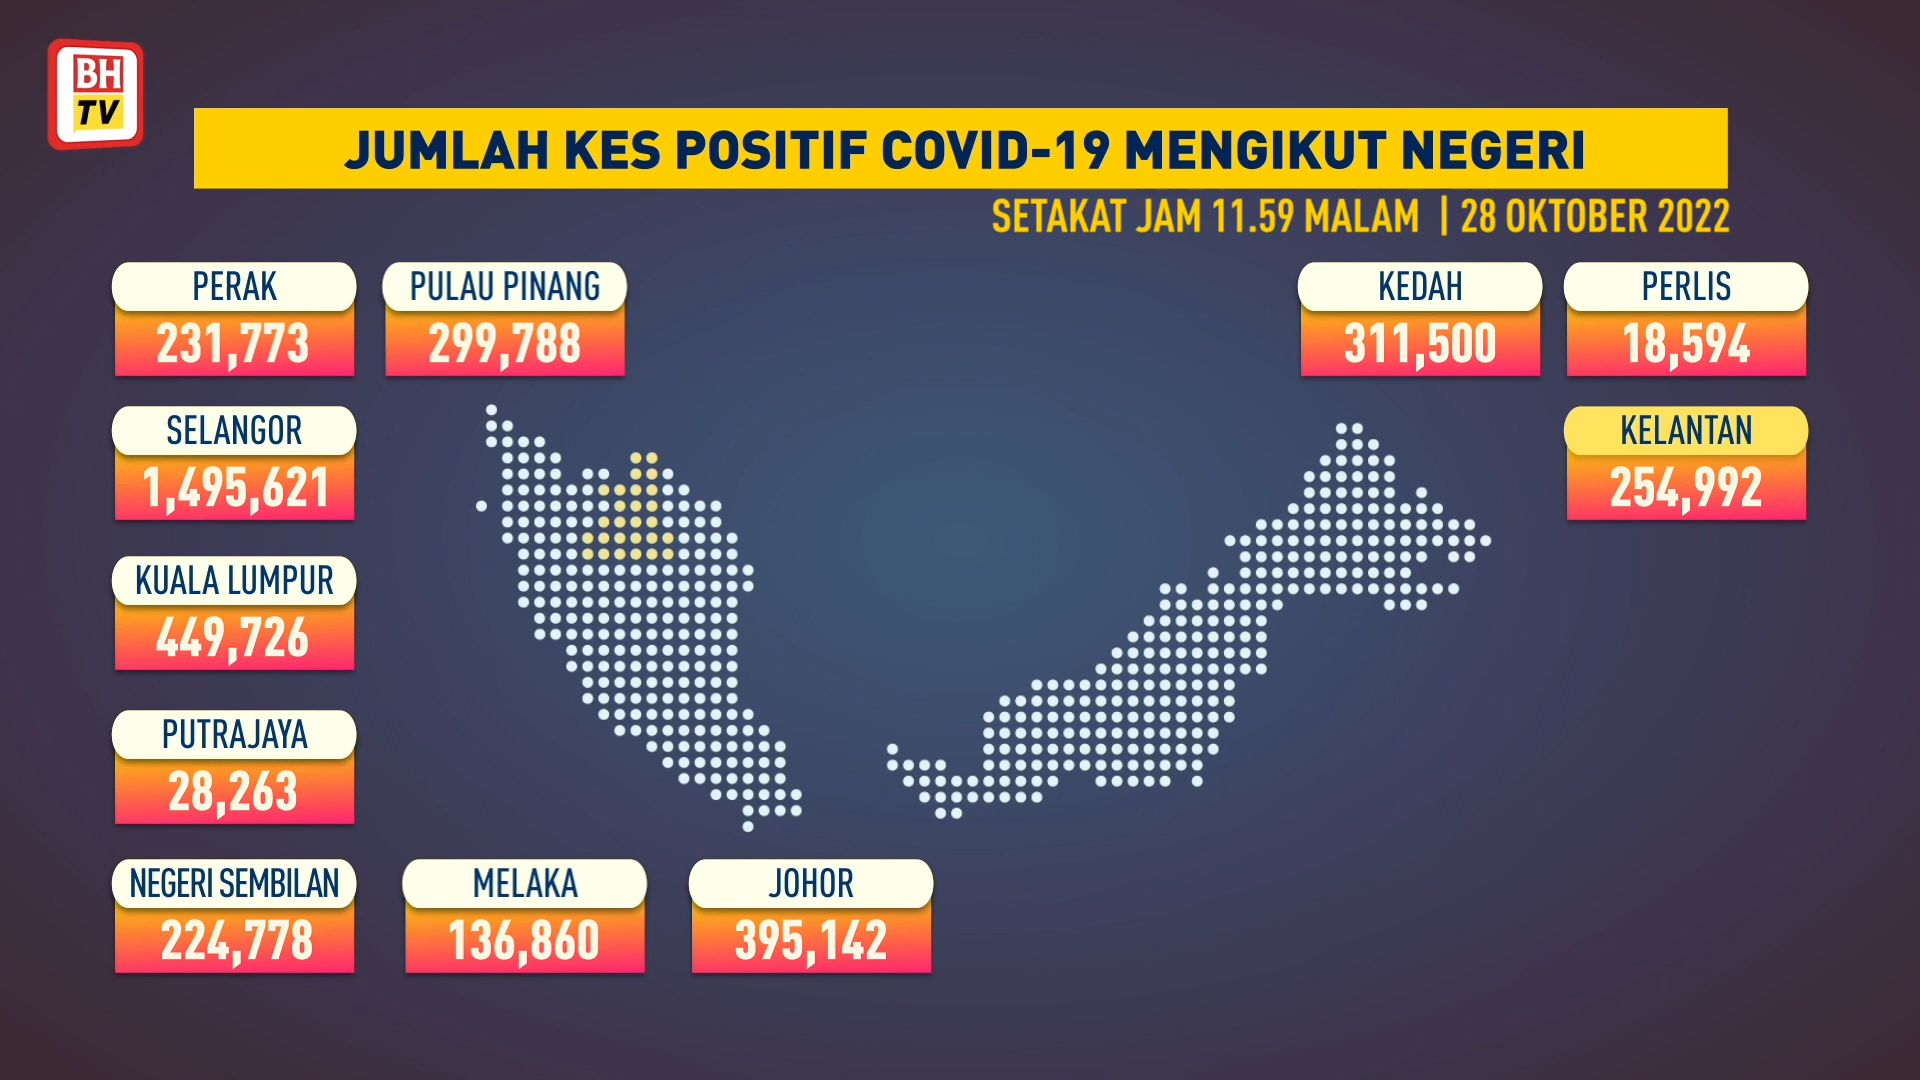 BH
TV
JUMLAH KES POSITIF COVID-19 MENGIKUT NEGERI
SETAKAT JAM 11.59 MALAM | 28 OKTOBER 2022
PERAK
231,773
PULAU PINANG
299,788
KEDAH
311,500
PERLIS
18,594
SELANGOR
1,495,621
KELANTAN
254,992
KUALA LUMPUR
449,726
PUTRAJAYA
28,263
NEGERI SEMBILAN
224,778
MELAKA
136,860
JOHOR
395,142